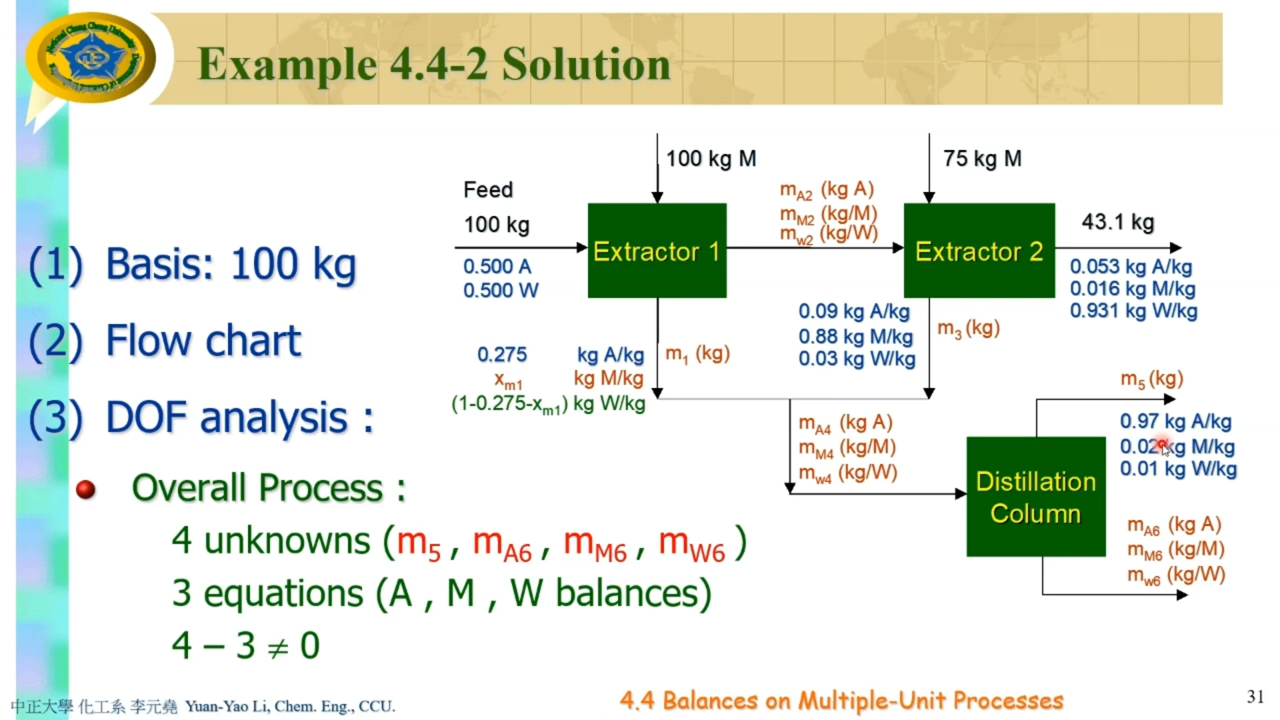 Example 4.4-2 Solution
(1) Basis: 100 kg
(2) Flow chart
(3) DOF analysis :
Overall Process :
4 unknowns (m5 , mA6 , mM6 , mW6 )
3 equations (A , M , W balances)
4 – 3 ≠ 0
Feed
100 kg
0.500 A
0.500 W
100 kg M
Extractor 1
mA2 (kg A)
mM2 (kg/M)
mw2 (kg/W)
75 kg M
Extractor 2
43.1 kg
0.053 kg A/kg
0.016 kg M/kg
0.931 kg W/kg
0.275 kg A/kg
xm1 kg M/kg
(1-0.275-xm1) kg W/kg
m1 (kg)
0.09 kg A/kg
0.88 kg M/kg
0.03 kg W/kg
m3 (kg)
mA4 (kg A)
mM4 (kg/M)
mw4 (kg/W)
Distillation
Column
m5 (kg)
0.97 kg A/kg
0.02 kg M/kg
0.01 kg W/kg
mA6 (kg A)
mM6 (kg/M)
mw6 (kg/W)
中正大學 化工系 李元堯 Yuan-Yao Li, Chem. Eng., CCU.
4.4 Balances on Multiple-Unit Processes
31